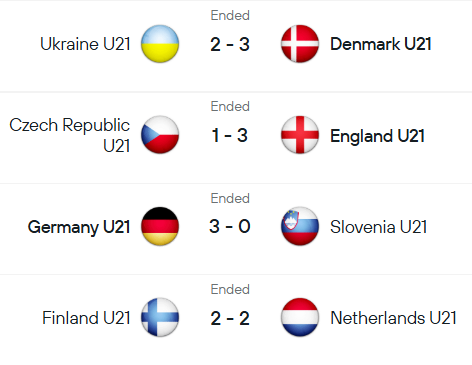 Ended
Ukraine U21 2 - 3 Denmark U21
Ended
Czech Republic
U21 1 - 3 England U21
Ended
Germany U21 3 - 0 Slovenia U21
Ended
Finland U21 2 - 2 Netherlands U21